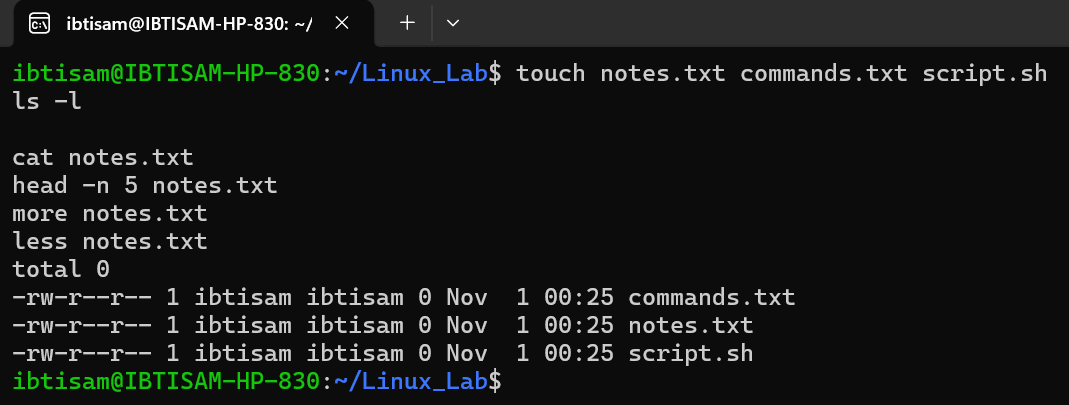 ibtisam@IBTISAM-HP-830: ~/
ibtisam@IBTISAM-HP-830:~/Linux_Lab$ touch notes.txt commands.txt script.sh
ls -l

cat notes.txt
head -n 5 notes.txt
more notes.txt
less notes.txt
total 0
-rw-r--r-- 1 ibtisam ibtisam 0 Nov  1 00:25 commands.txt
-rw-r--r-- 1 ibtisam ibtisam 0 Nov  1 00:25 notes.txt
-rw-r--r-- 1 ibtisam ibtisam 0 Nov  1 00:25 script.sh
ibtisam@IBTISAM-HP-830:~/Linux_Lab$